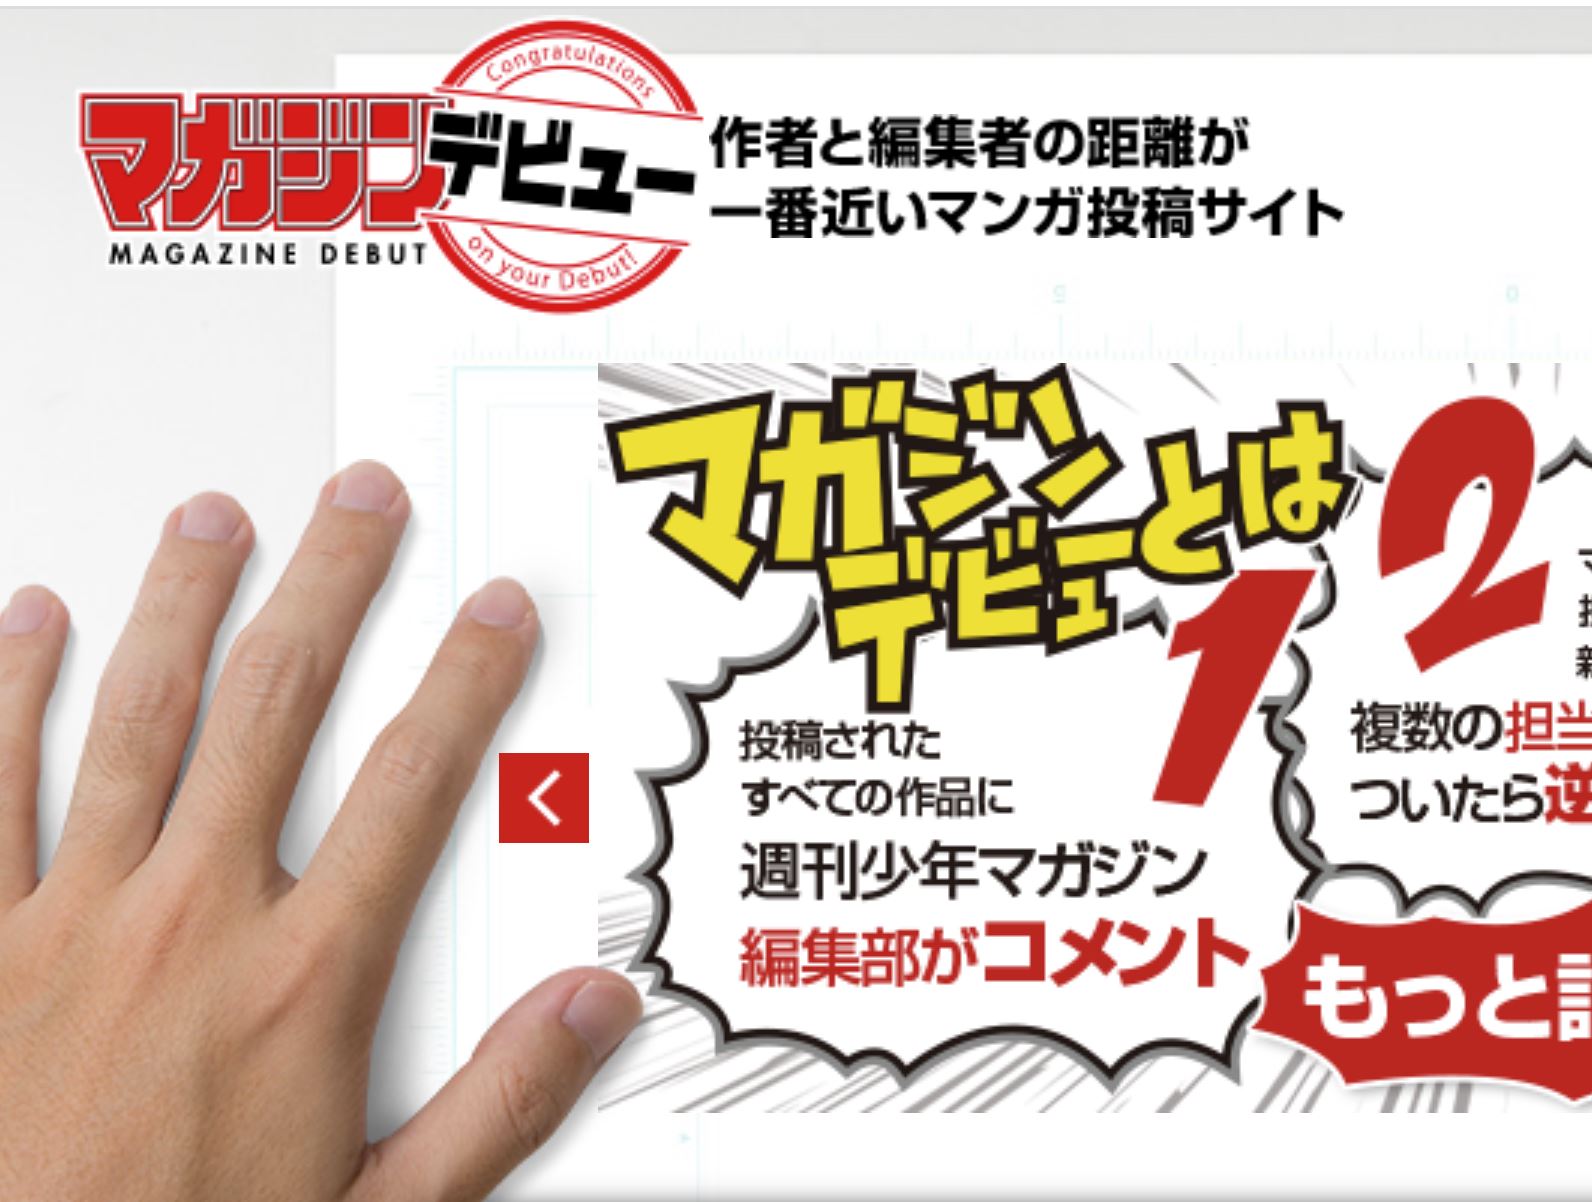 Congratulations
マガジンデビュー
MAGAZINE DEBUT
on your Debut!
作者と編集者の距離が
一番近いマンガ投稿サイト
マガジン
デビューとは
1
投稿された
すべての作品に
週刊少年マガジン
編集部がコメント
2
複数の担当
ついたら逆
もっと詳